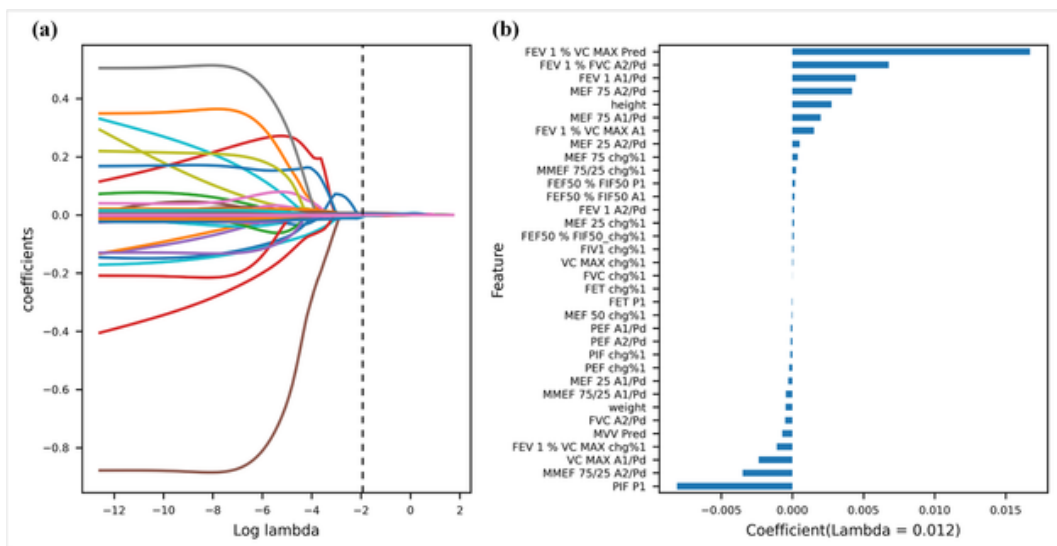 (a)
0.4
0.2
0.0
−0.2
−0.4
−0.6
−0.8
coefficients
−12 −10 −8 −6 −4 −2 0 2
Log lambda
(b)
Feature
FEV 1 % VC MAX Pred
FEV 1 % FVC A2/Pd
FEV 1 A1/Pd
MEF 75 A2/Pd
height
MEF 75 A1/Pd
FEV 1 % VC MAX A1
MEF 25 A2/Pd
MEF 75 chg%1
MMEF 75/25 chg%1
FEF50 % FIF50 P1
FEF50 % FIF50 A1
FEV 1 A2/Pd
MEF 25 chg%1
FEF50 % FIF50_chg%1
FIV1 chg%1
VC MAX chg%1
FVC chg%1
FET chg%1
FET P1
MEF 50 chg%1
PEF A1/Pd
PEF A2/Pd
PIF chg%1
PEF chg%1
MEF 25 A1/Pd
MMEF 75/25 A1/Pd
weight
FVC A2/Pd
MVV Pred
FEV 1 % VC MAX chg%1
VC MAX A1/Pd
MMEF 75/25 A2/Pd
PIF P1
−0.005 0.000 0.005 0.010 0.015
Coefficient(Lambda = 0.012)